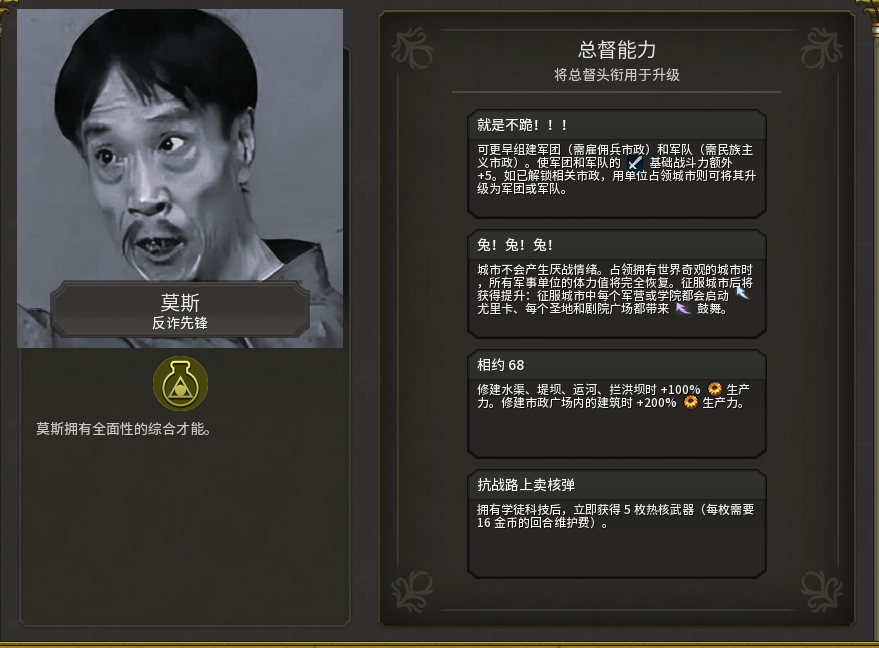 莫斯
反诈先锋
莫斯拥有全面性的综合才能。
总督能力
将总督头衔用于升级
就是不跪！！！
可更早组建军团（需雇佣兵市政）和军队（需民族主
义市政）。使军团和军队的 基础战斗力额外
+5。如已解锁相关市政，用单位占领城市则可将其升
级为军团或军队。
兔！兔！兔！
城市不会产生厌战情绪。占领拥有世界奇观的城市时
，所有军事单位的体力值将完全恢复。征服城市后将
获得提升：征服城市中每个军营或学院都会启动
尤里卡、每个圣地和剧院广场都带来 鼓舞。
相约 68
修建水渠、堤坝、运河、拦洪坝时 +100% 生产
力。修建市政广场内的建筑时 +200% 生产力。
抗战路上卖核弹
拥有学徒科技后，立即获得 5 枚热核武器（每枚需要
16 金币的回合维护费）。